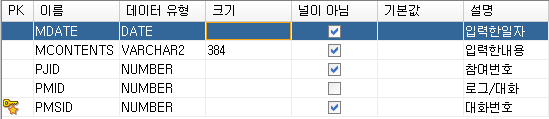 PK 이름 데이터 유형 크기 널이 아님 기본값 설명
MDATE DATE 입력한일자
MCONTENTS VARCHAR2 384 입력한내용
PJID NUMBER 참여번호
PMID NUMBER 로그/대화
PMSID NUMBER 대화번호